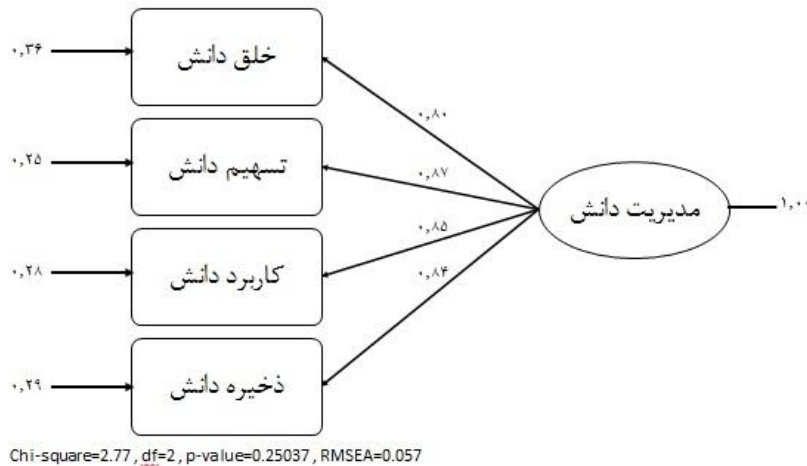 ۰,۳۶
خلق دانش
۰,۸۰
۰,۲۵
تسهیم دانش
۰,۸۷
مدیریت دانش
۱,۰۰
۰,۲۸
کاربرد دانش
۰,۸۵
۰,۲۹
ذخیره دانش
۰,۸۴
Chi-square=2.77, df=2, p-value=0.25037, RMSEA=0.057